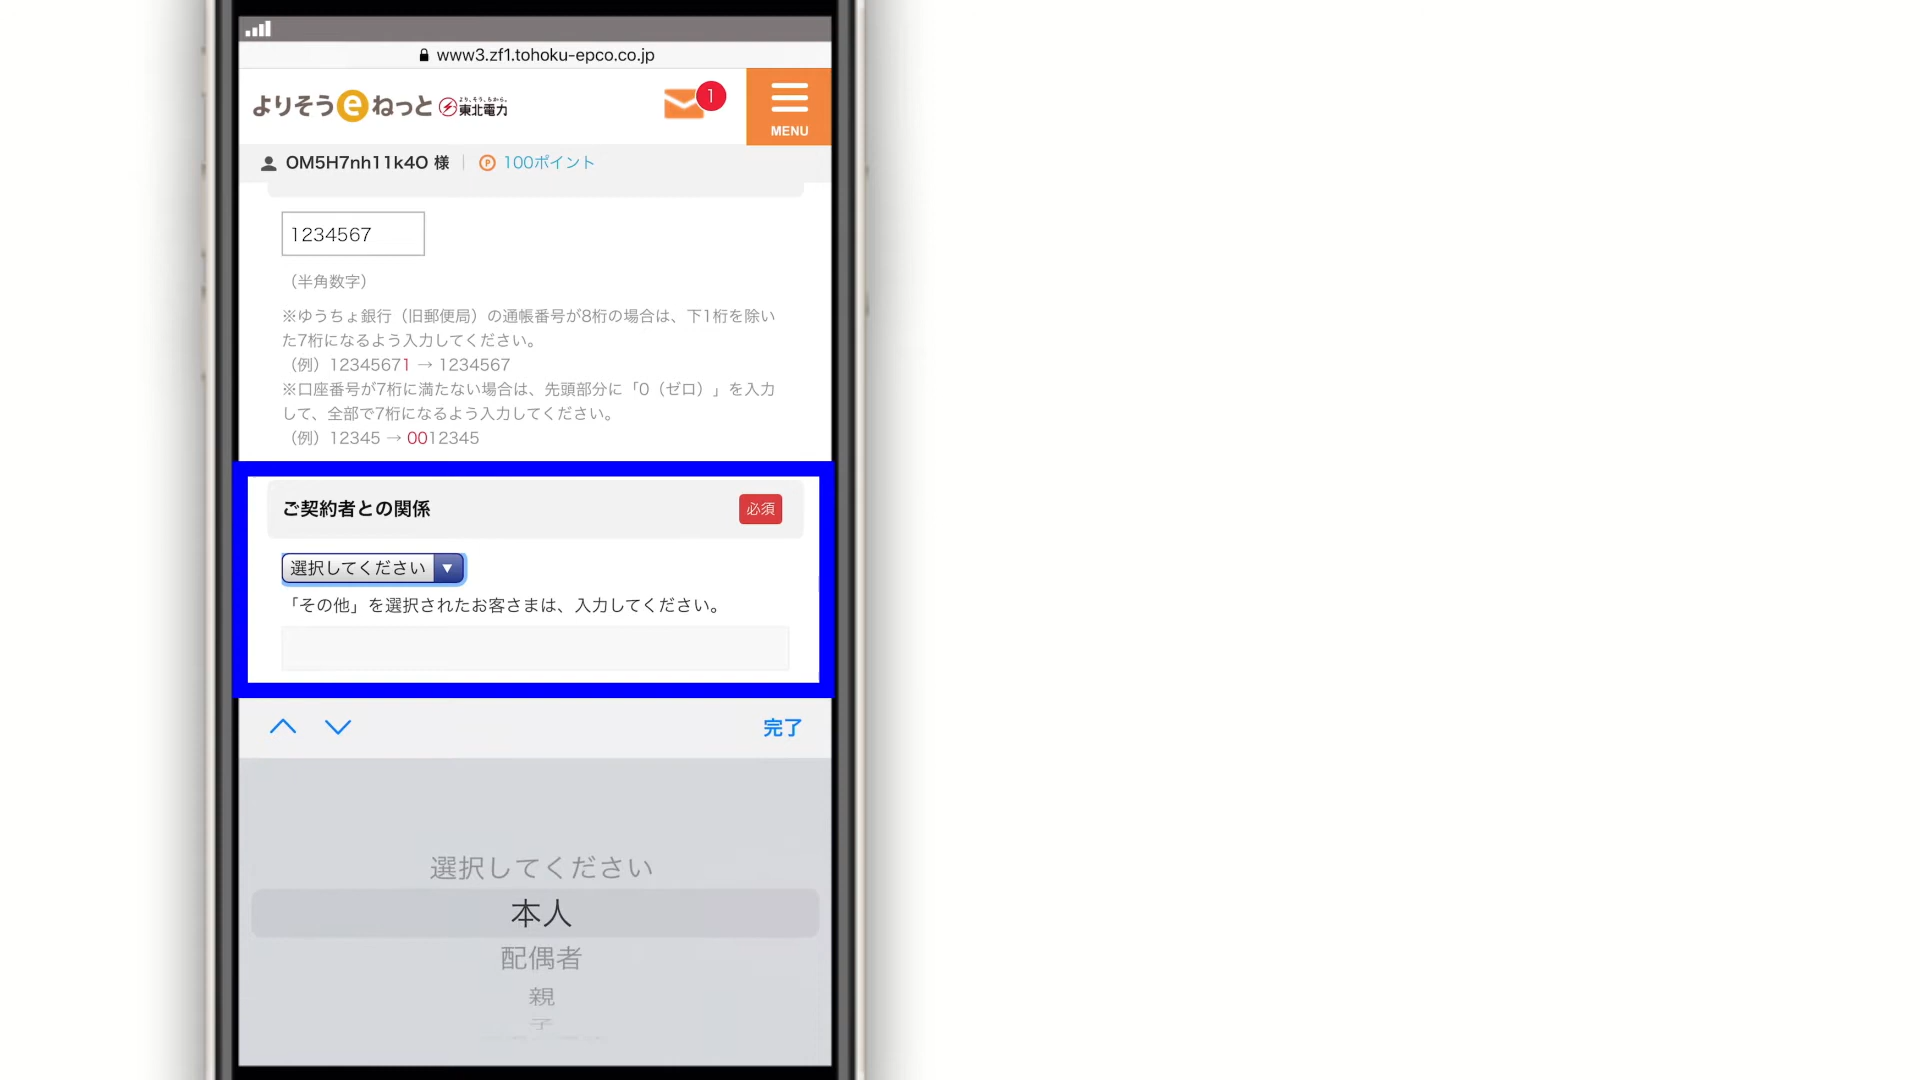 www3.zf1.tohoku-epco.co.jp
よりそうeねっと より、そう、ちから。 東北電力
1
MENU
OM5H7nh11k4O 様 P 100ポイント
1234567
（半角数字）
※ゆうちょ銀行（旧郵便局）の通帳番号が8桁の場合は、下1桁を除い
た7桁になるよう入力してください。
（例）12345671 → 1234567
※口座番号が7桁に満たない場合は、先頭部分に「0（ゼロ）」を入力
して、全部で7桁になるよう入力してください。
（例）12345 → 0012345
ご契約者との関係 必須
選択してください ▼
「その他」を選択されたお客さまは、入力してください。
完了
選択してください
本人
配偶者
親
子